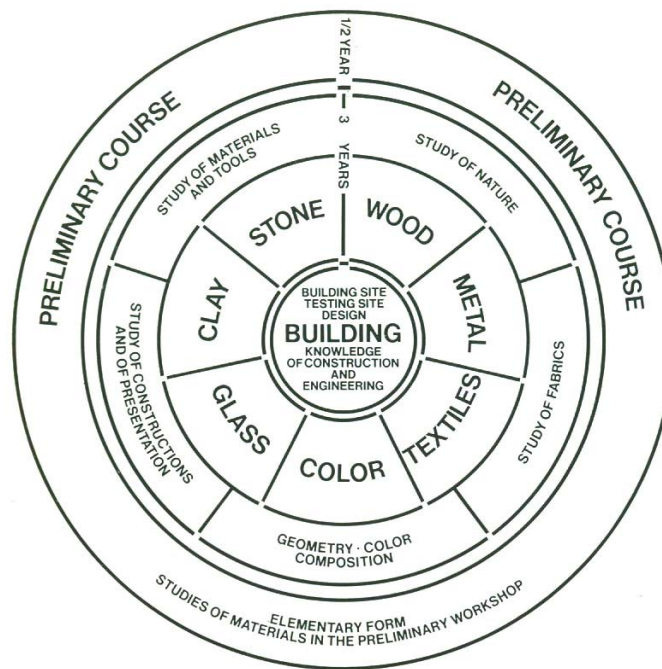 1/2 YEAR
PRELIMINARY COURSE
PRELIMINARY COURSE
3 YEARS
STUDY OF MATERIALS
AND TOOLS
STUDY OF NATURE
STONE
WOOD
CLAY
METAL
BUILDING SITE
TESTING SITE
DESIGN
BUILDING
KNOWLEDGE
OF CONSTRUCTION
AND
ENGINEERING
STUDY OF CONSTRUCTIONS
AND OF PRESENTATION
STUDY OF FABRICS
GLASS
TEXTILES
COLOR
GEOMETRY · COLOR
COMPOSITION
ELEMENTARY FORM
STUDIES OF MATERIALS IN THE PRELIMINARY WORKSHOP